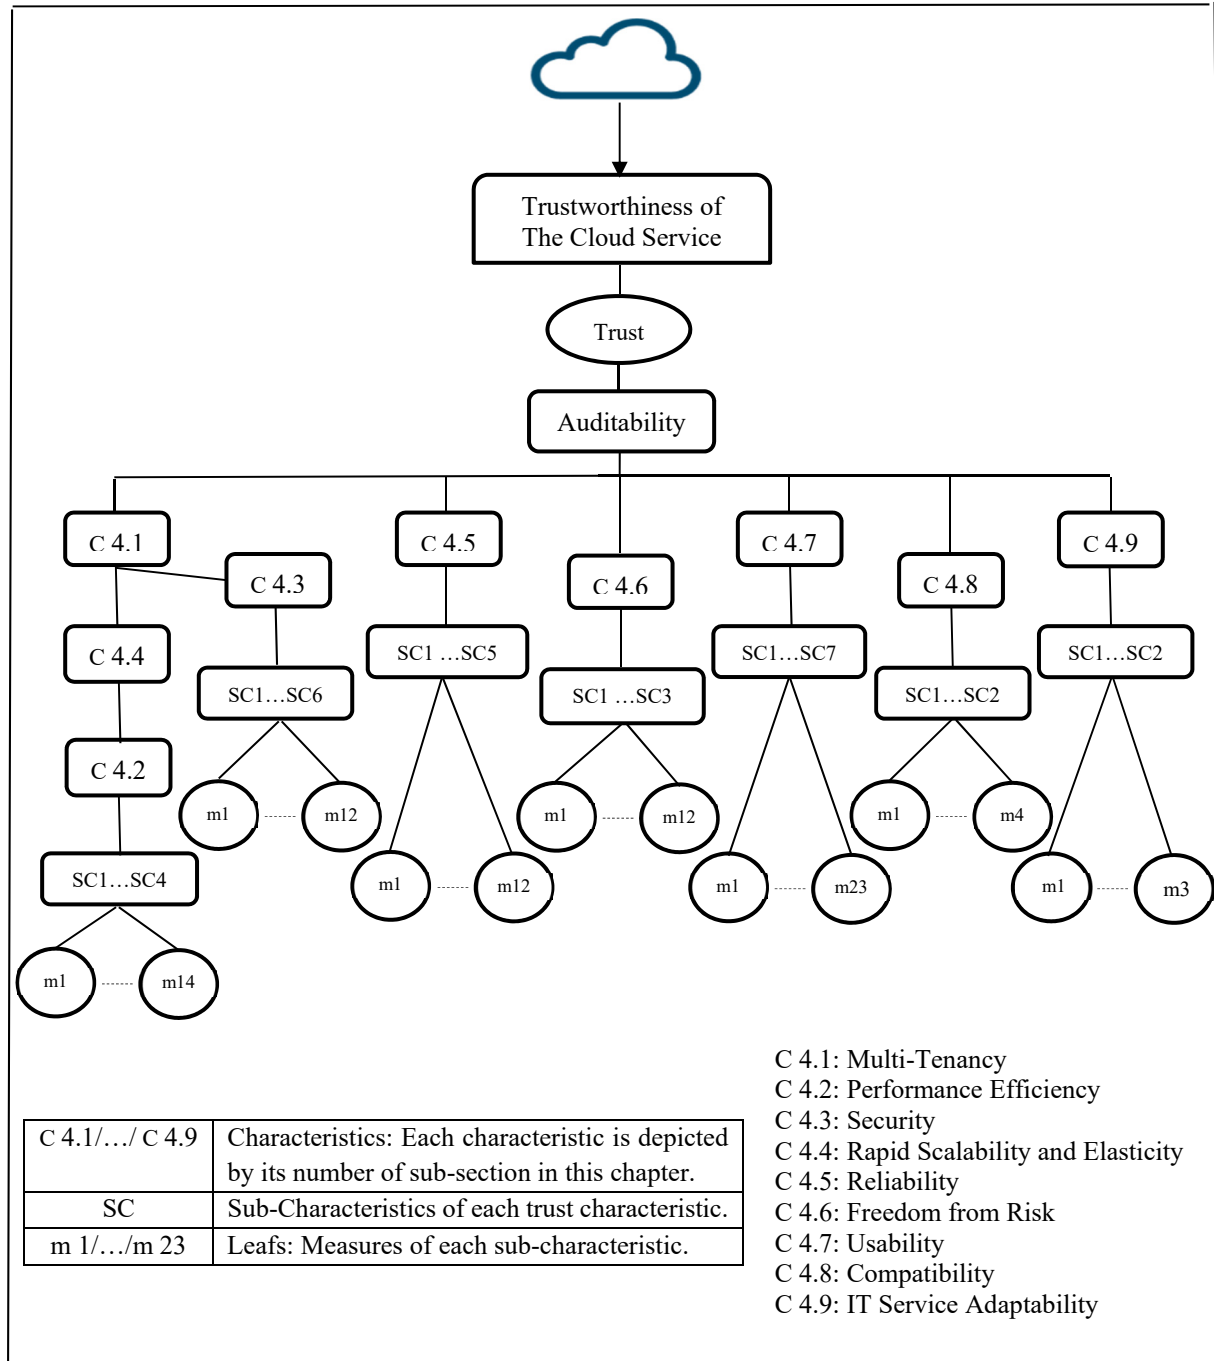 Trustworthiness of
The Cloud Service
Trust
Auditability
C 4.1
C 4.5
C 4.7
C 4.9
C 4.3
C 4.6
C 4.8
C 4.4
SC1 …SC5
SC1…SC7
SC1…SC2
SC1…SC6
SC1 …SC3
SC1…SC2
C 4.2
m1
m12
m1
m12
m1
m4
SC1…SC4
m1
m12
m1
m23
m1
m3
m1
m14
C 4.1/…/ C 4.9
Characteristics: Each characteristic is depicted
by its number of sub-section in this chapter.
SC
Sub-Characteristics of each trust characteristic.
m 1/…/m 23
Leafs: Measures of each sub-characteristic.
C 4.1: Multi-Tenancy
C 4.2: Performance Efficiency
C 4.3: Security
C 4.4: Rapid Scalability and Elasticity
C 4.5: Reliability
C 4.6: Freedom from Risk
C 4.7: Usability
C 4.8: Compatibility
C 4.9: IT Service Adaptability